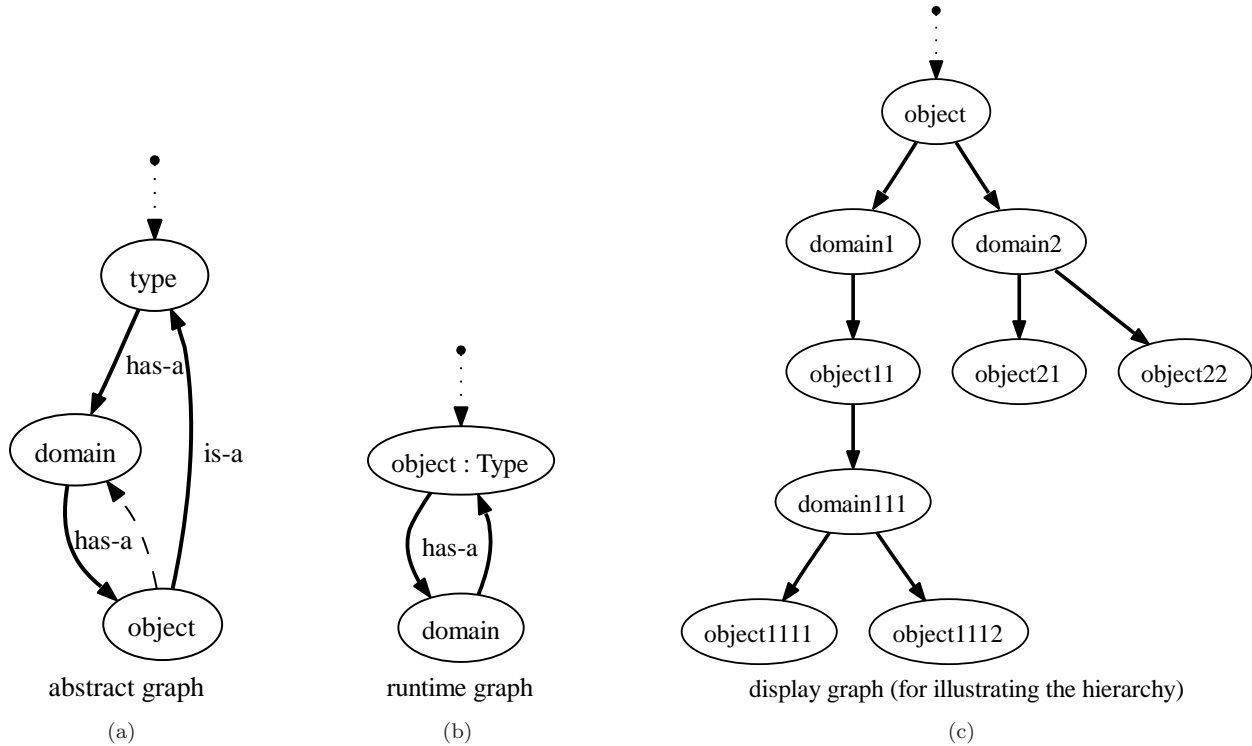 type
has-a
domain
is-a
has-a
object
abstract graph
(a)
object : Type
has-a
domain
runtime graph
(b)
object
domain1
domain2
object11
object21
object22
domain111
object1111
object1112
display graph (for illustrating the hierarchy)
(c)